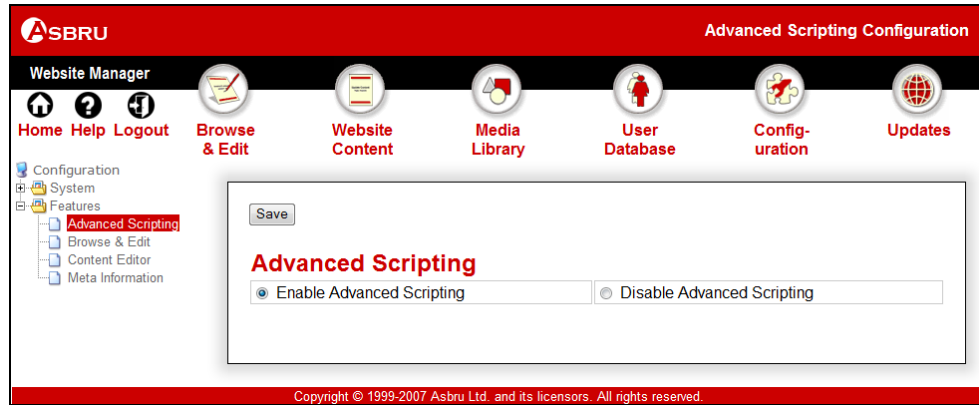 ASBRU
Advanced Scripting Configuration
Website Manager
Home Help Logout
Browse & Edit
Website Content
Media Library
User Database
Config-uration
Updates
Configuration
System
Features
Advanced Scripting
Browse & Edit
Content Editor
Meta Information
Save
Advanced Scripting
Enable Advanced Scripting
Disable Advanced Scripting
Copyright © 1999-2007 Asbru Ltd. and its licensors. All rights reserved.